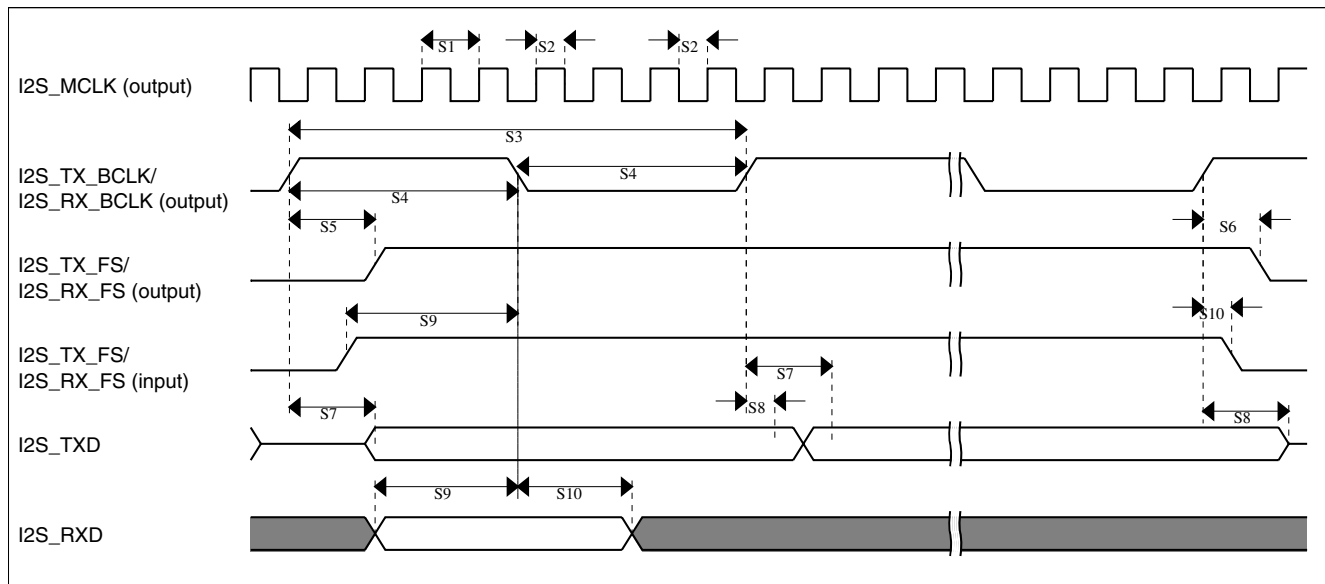 S1
S2
S2
I2S_MCLK (output)
S3
I2S_TX_BCLK/
I2S_RX_BCLK (output)
S4
S4
S5
S6
I2S_TX_FS/
I2S_RX_FS (output)
S9
S10
I2S_TX_FS/
I2S_RX_FS (input)
S7
S7
S8
S8
I2S_TXD
S9
S10
I2S_RXD